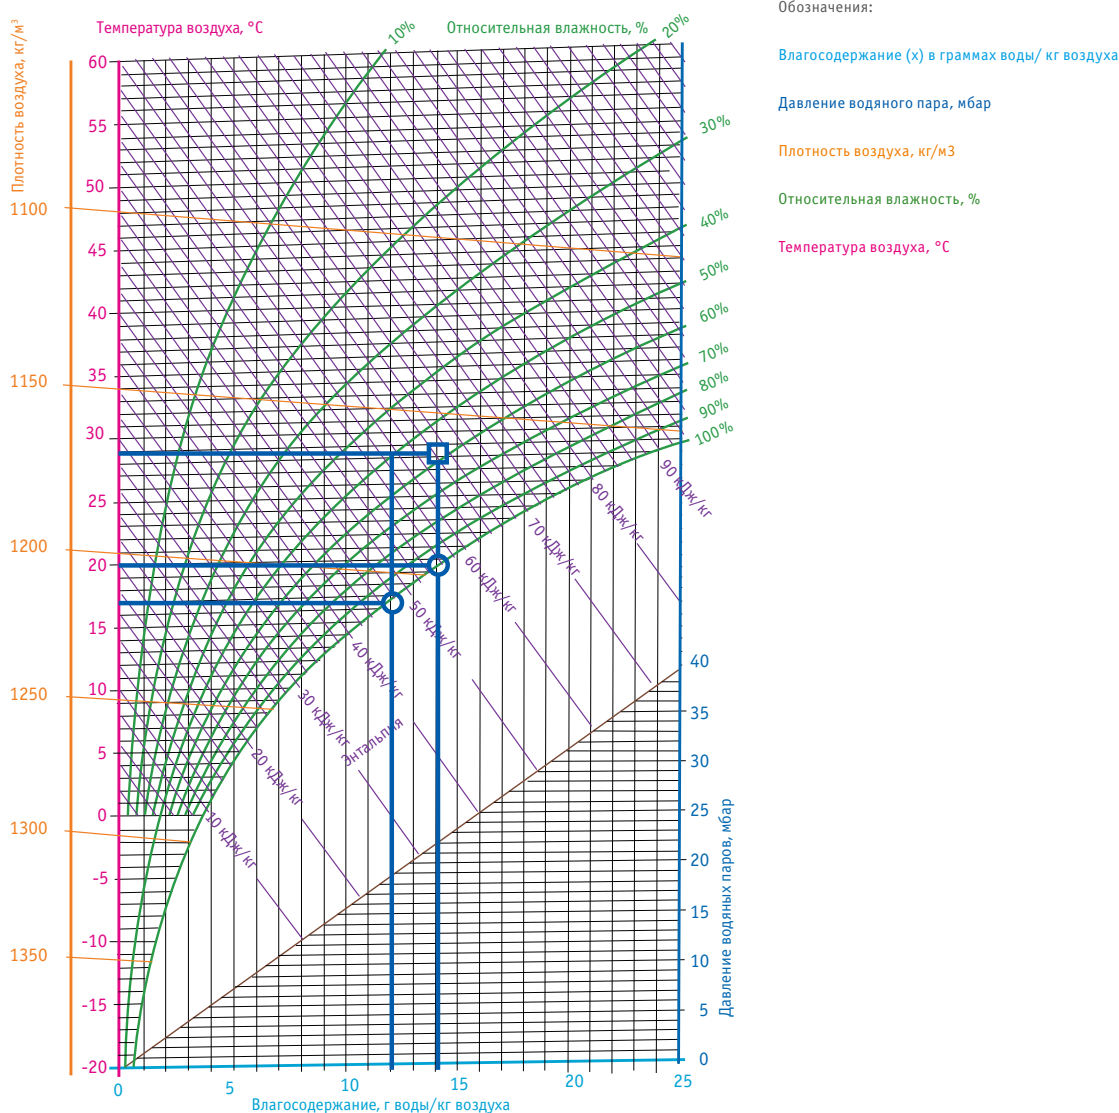 Температура воздуха, °C
Относительная влажность, %
Плотность воздуха, кг/м³
10%
20%
30%
40%
50%
60%
70%
80%
90%
100%
60
55
50
45
40
35
30
25
20
15
10
5
0
-5
-10
-15
-20
1100
1150
1200
1250
1300
1350
90 кДж/кг
80 кДж/кг
70 кДж/кг
60 кДж/кг
50 кДж/кг
40 кДж/кг
30 кДж/кг
20 кДж/кг
10 кДж/кг
Энтальпия
40
35
30
25
20
15
10
5
0
Давление водяных паров, мбар
0
5
10
15
20
25
Влагосодержание, г воды/кг воздуха
Обозначения:
Влагосодержание (x) в граммах воды/ кг воздуха
Давление водяного пара, мбар
Плотность воздуха, кг/м3
Относительная влажность, %
Температура воздуха, °C